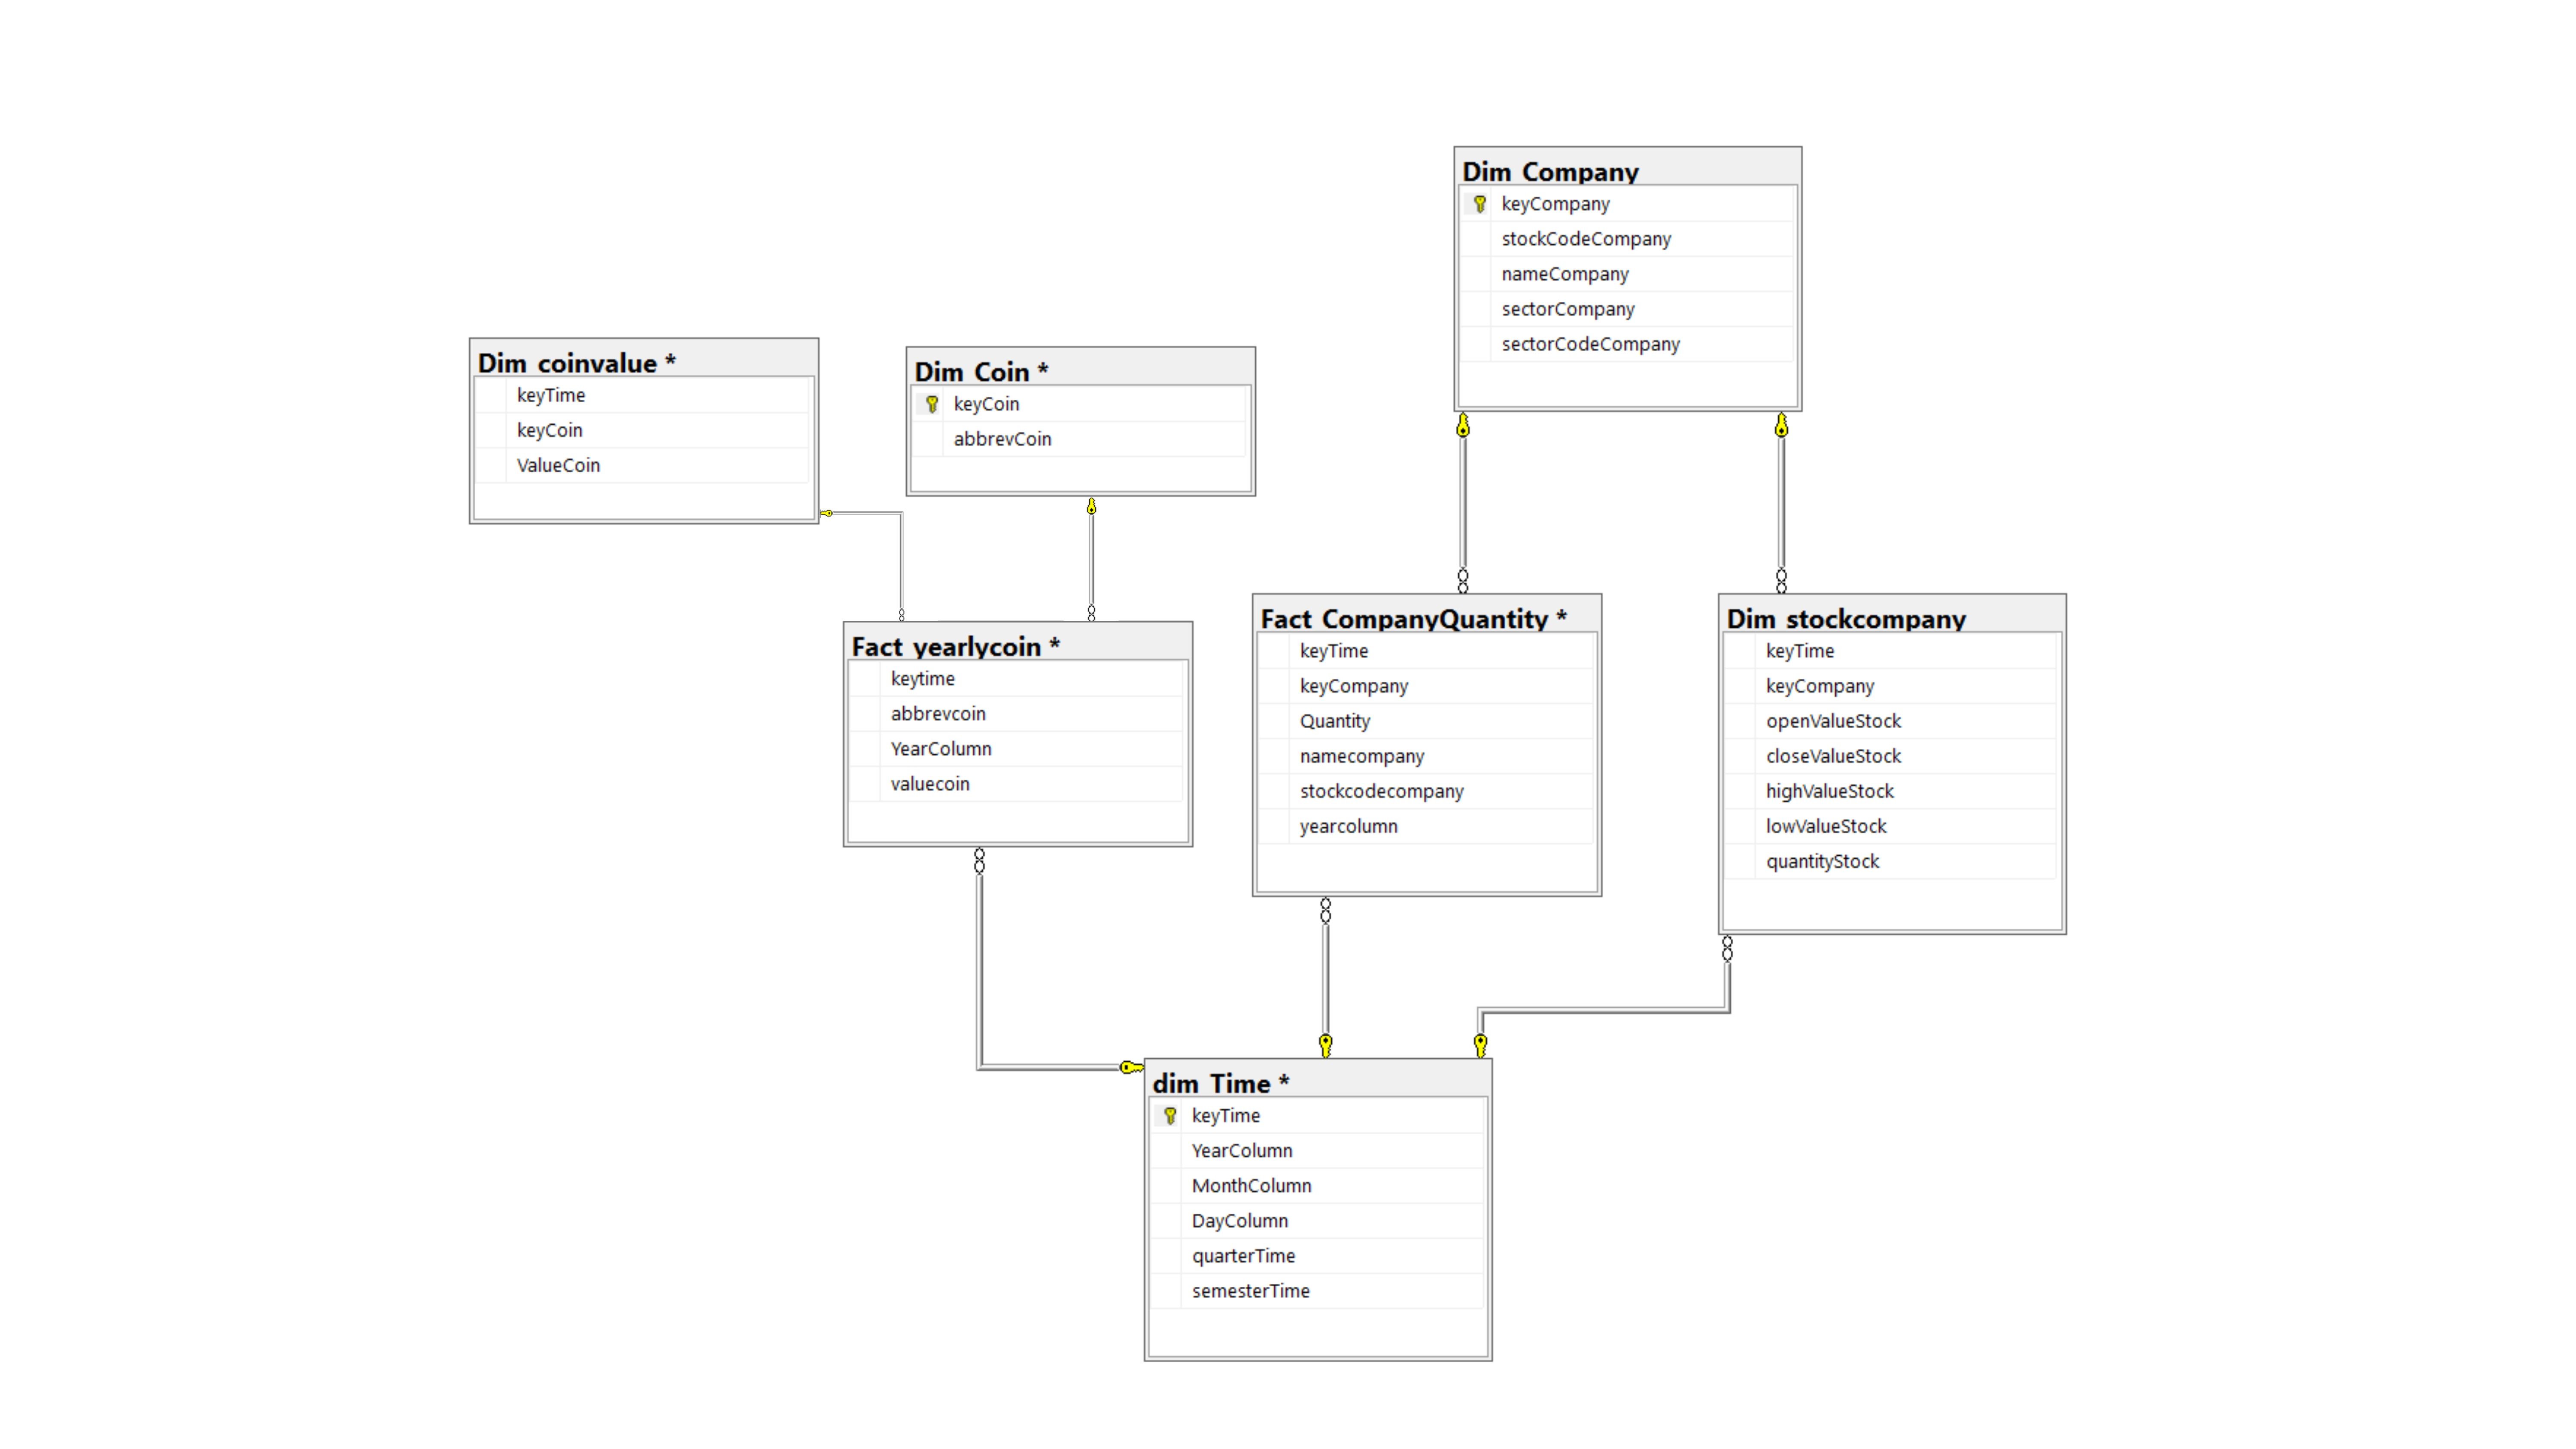 Dim_Company
keyCompany
stockCodeCompany
nameCompany
sectorCompany
sectorCodeCompany
Dim_coinvalue *
keyTime
keyCoin
ValueCoin
Dim_Coin *
keyCoin
abbrevCoin
Fact_yearlycoin *
keytime
abbrevcoin
YearColumn
valuecoin
Fact_CompanyQuantity *
keyTime
keyCompany
Quantity
namecompany
stockcodecompany
yearcolumn
Dim_stockcompany
keyTime
keyCompany
openValueStock
closeValueStock
highValueStock
lowValueStock
quantityStock
dim_Time *
keyTime
YearColumn
MonthColumn
DayColumn
quarterTime
semesterTime